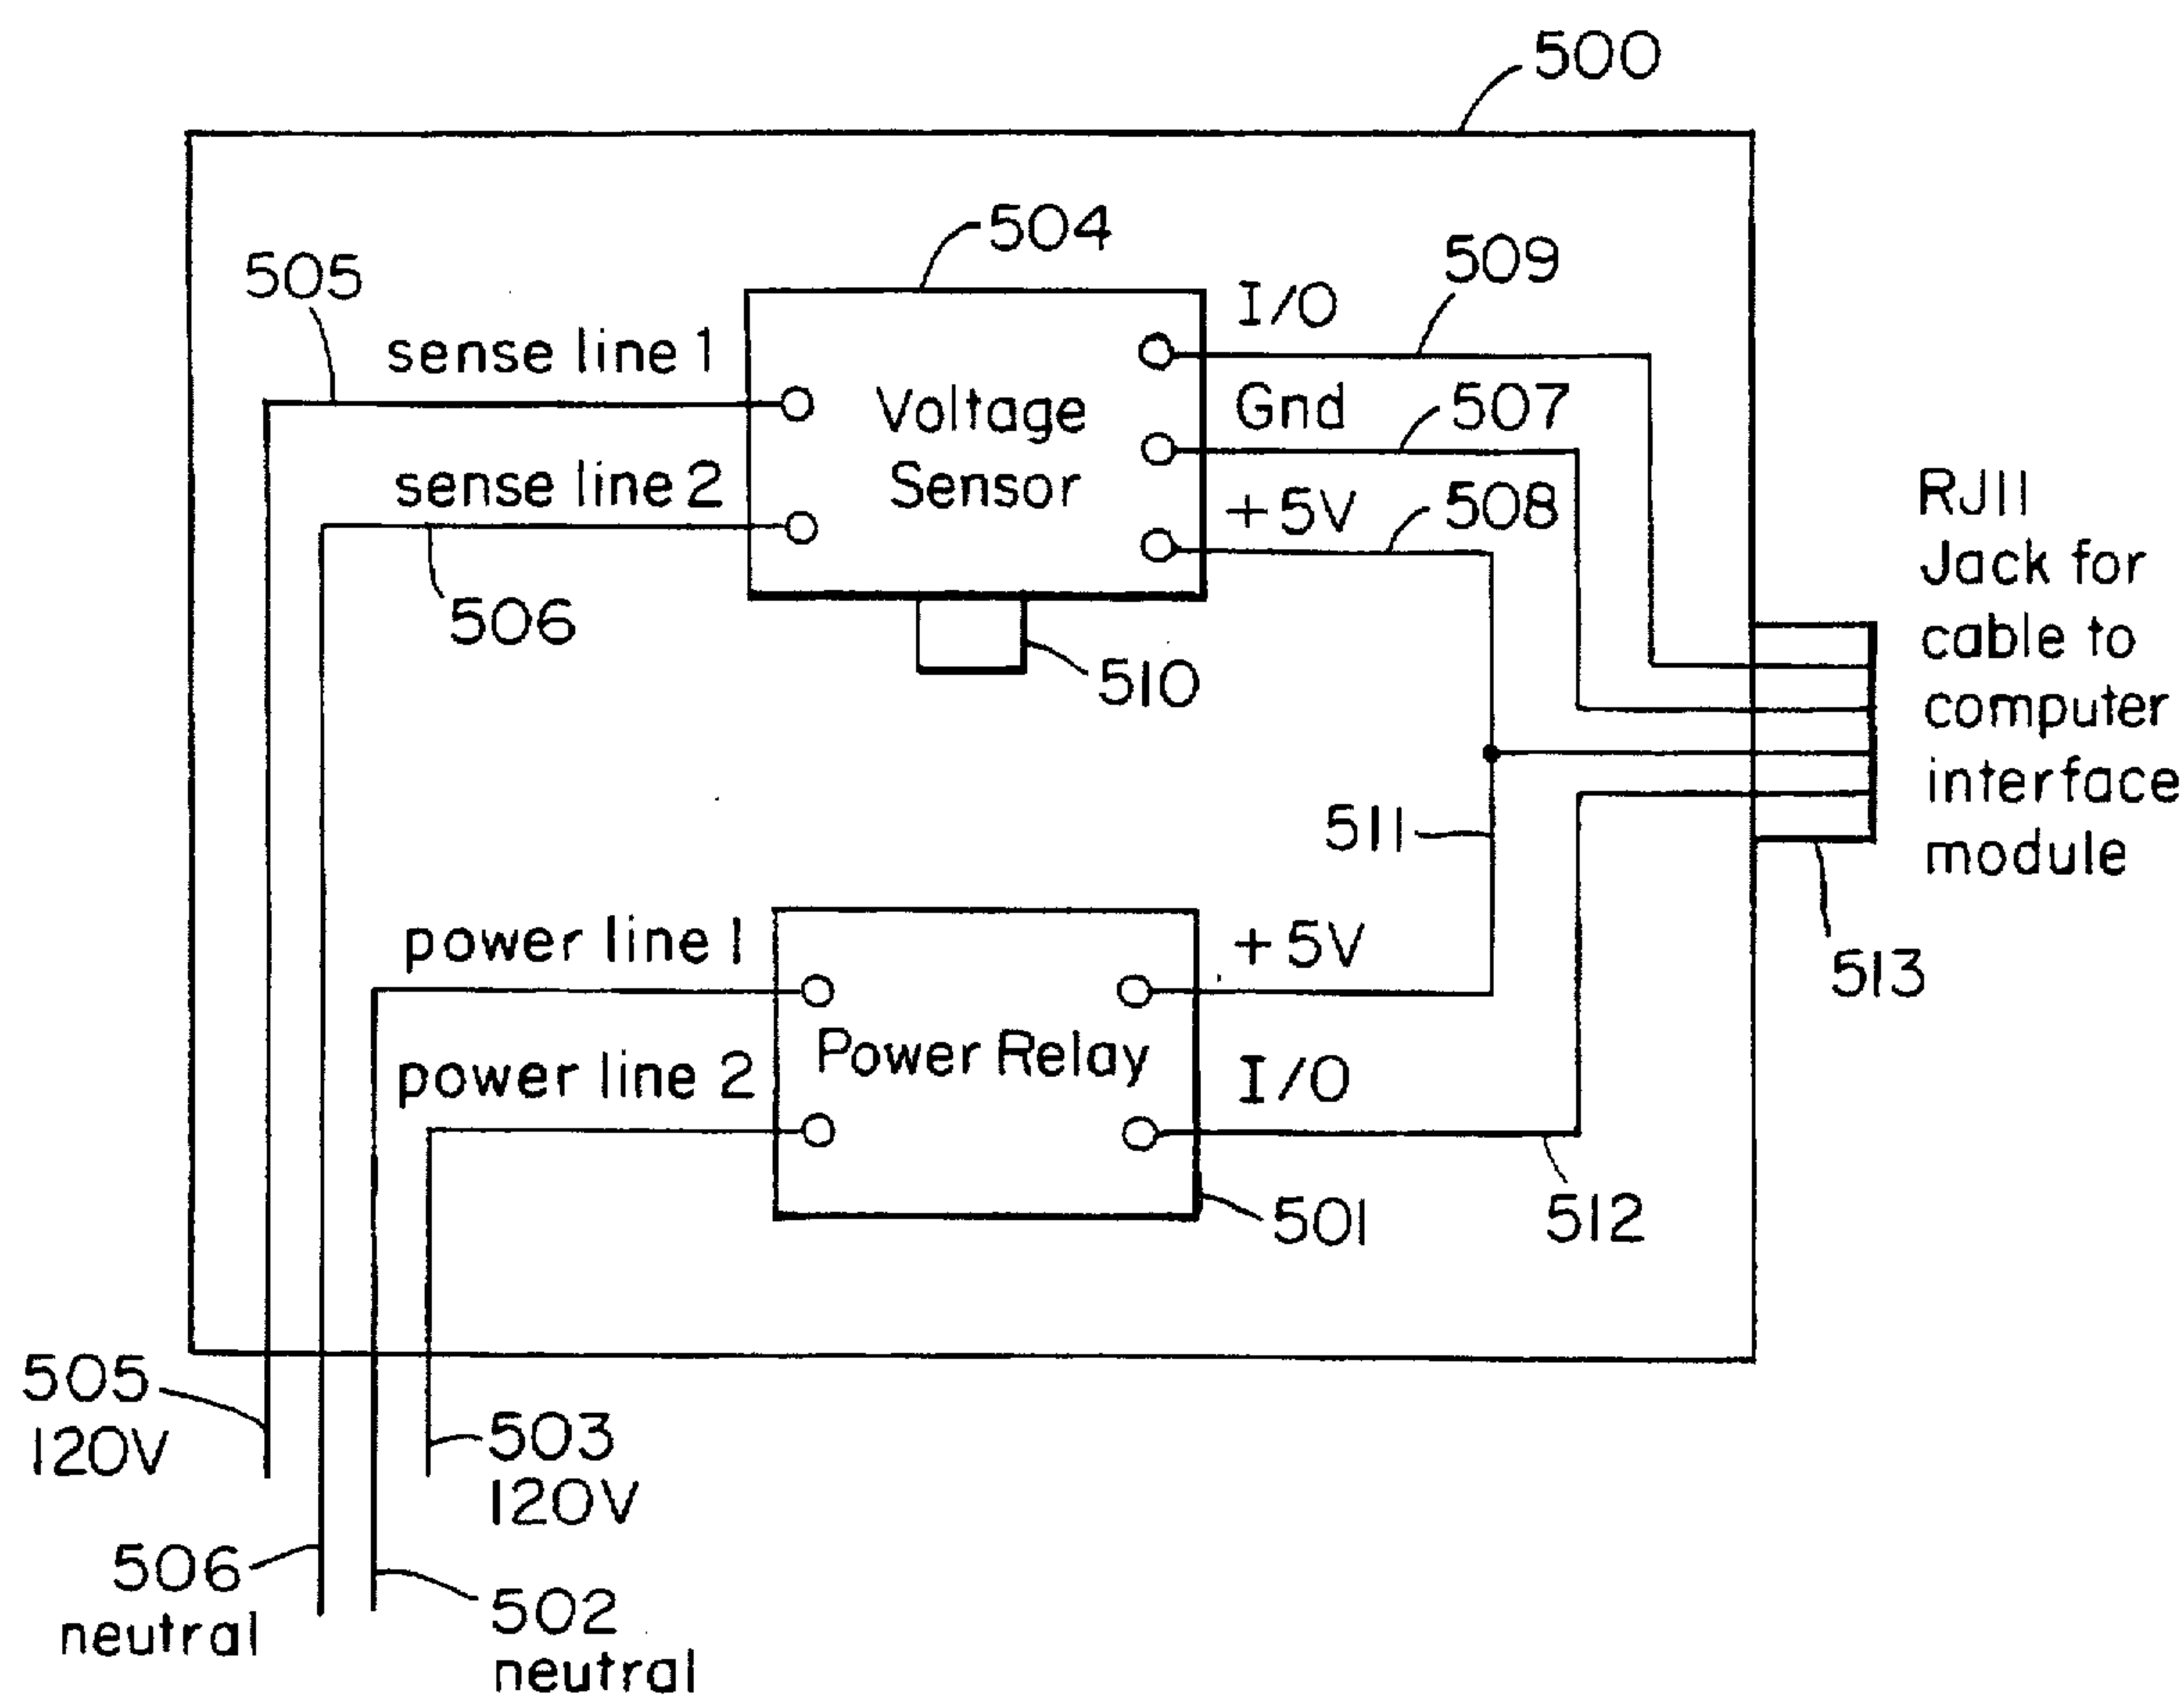 500
504
505
509
I/O
sense line 1
Voltage
Sensor
Gnd
507
sense line 2
+5V
508
506
510
RJ11
Jack for
cable to
computer
interface
module
511
513
power line 1
+5V
Power Relay
power line 2
I/O
501
512
505
120V
503
120V
506
neutral
502
neutral